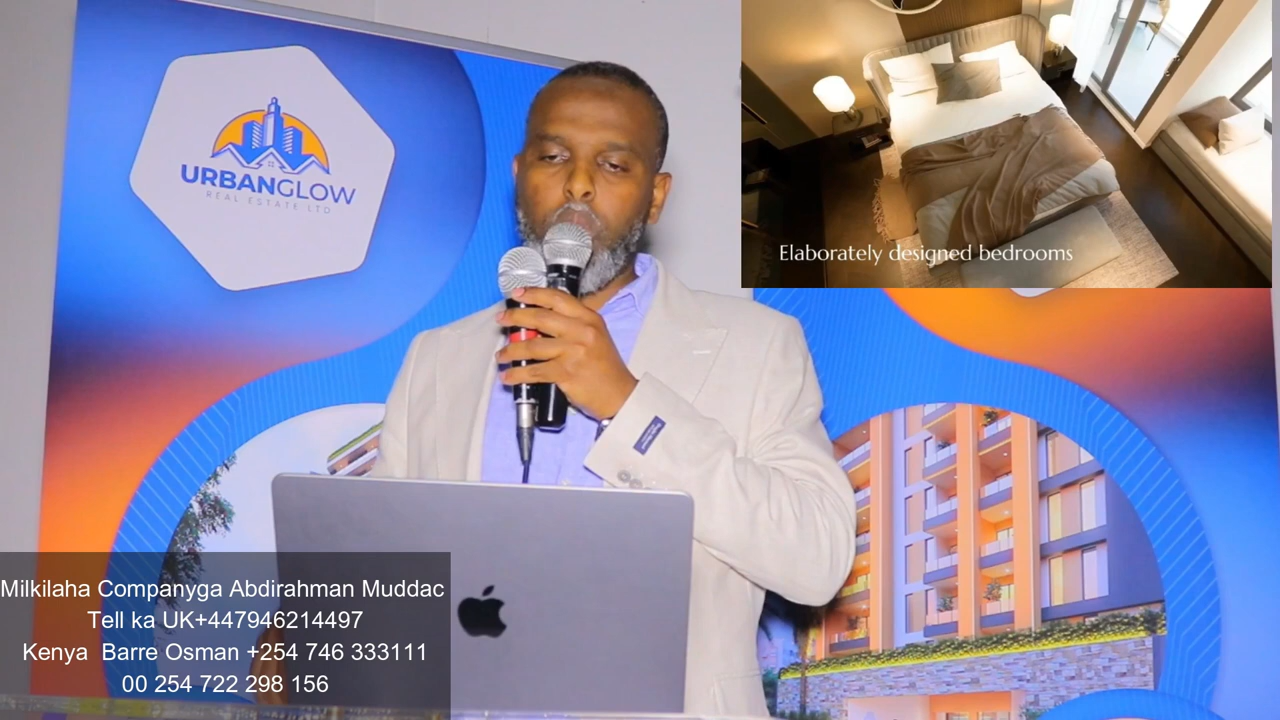 URBANGLOW
REAL ESTATE LTD
Elaborately designed bedrooms
Milkilaha Companyga Abdirahman Muddac
Tell ka UK+447946214497
Kenya Barre Osman +254 746 333111
00 254 722 298 156